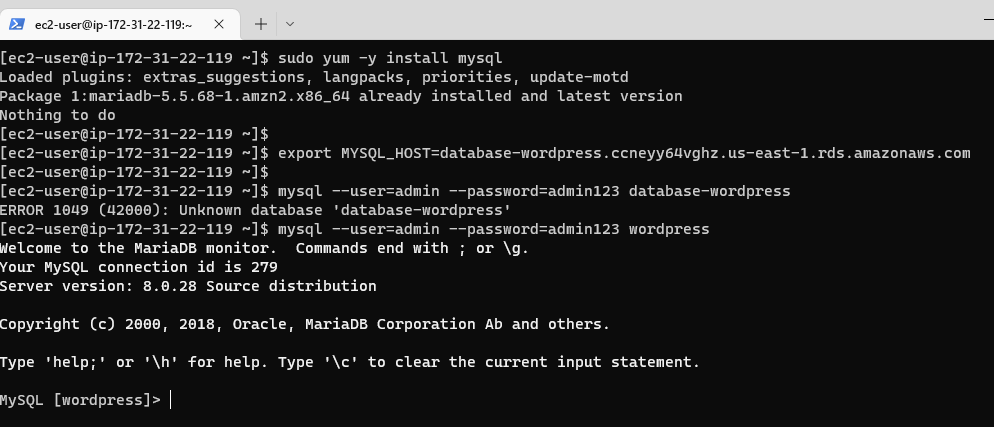 ec2-user@ip-172-31-22-119:~
[ec2-user@ip-172-31-22-119 ~]$ sudo yum -y install mysql
Loaded plugins: extras_suggestions, langpacks, priorities, update-motd
Package 1:mariadb-5.5.68-1.amzn2.x86_64 already installed and latest version
Nothing to do
[ec2-user@ip-172-31-22-119 ~]$
[ec2-user@ip-172-31-22-119 ~]$ export MYSQL_HOST=database-wordpress.ccneyy64vghz.us-east-1.rds.amazonaws.com
[ec2-user@ip-172-31-22-119 ~]$
[ec2-user@ip-172-31-22-119 ~]$ mysql --user=admin --password=admin123 database-wordpress
ERROR 1049 (42000): Unknown database 'database-wordpress'
[ec2-user@ip-172-31-22-119 ~]$ mysql --user=admin --password=admin123 wordpress
Welcome to the MariaDB monitor.  Commands end with ; or \g.
Your MySQL connection id is 279
Server version: 8.0.28 Source distribution

Copyright (c) 2000, 2018, Oracle, MariaDB Corporation Ab and others.

Type 'help;' or '\h' for help. Type '\c' to clear the current input statement.

MySQL [wordpress]>